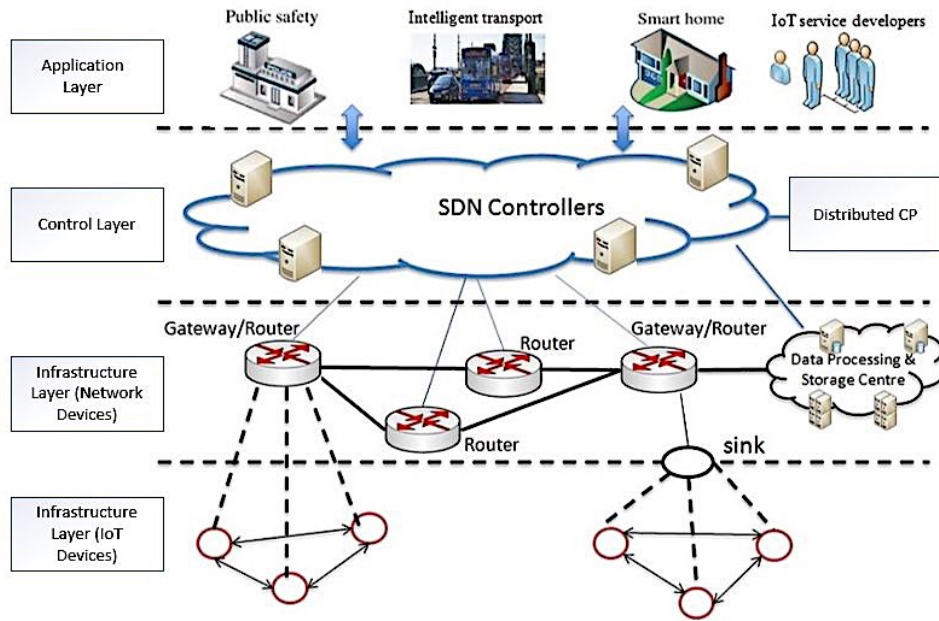 Public safety
Intelligent transport
Smart home
IoT service developers
Application
Layer
SDN Controllers
Control Layer
Distributed CP
Gateway/Router
Router
Gateway/Router
Infrastructure
Layer (Network
Devices)
Data Processing &
Storage Centre
Router
sink
Infrastructure
Layer (IoT
Devices)